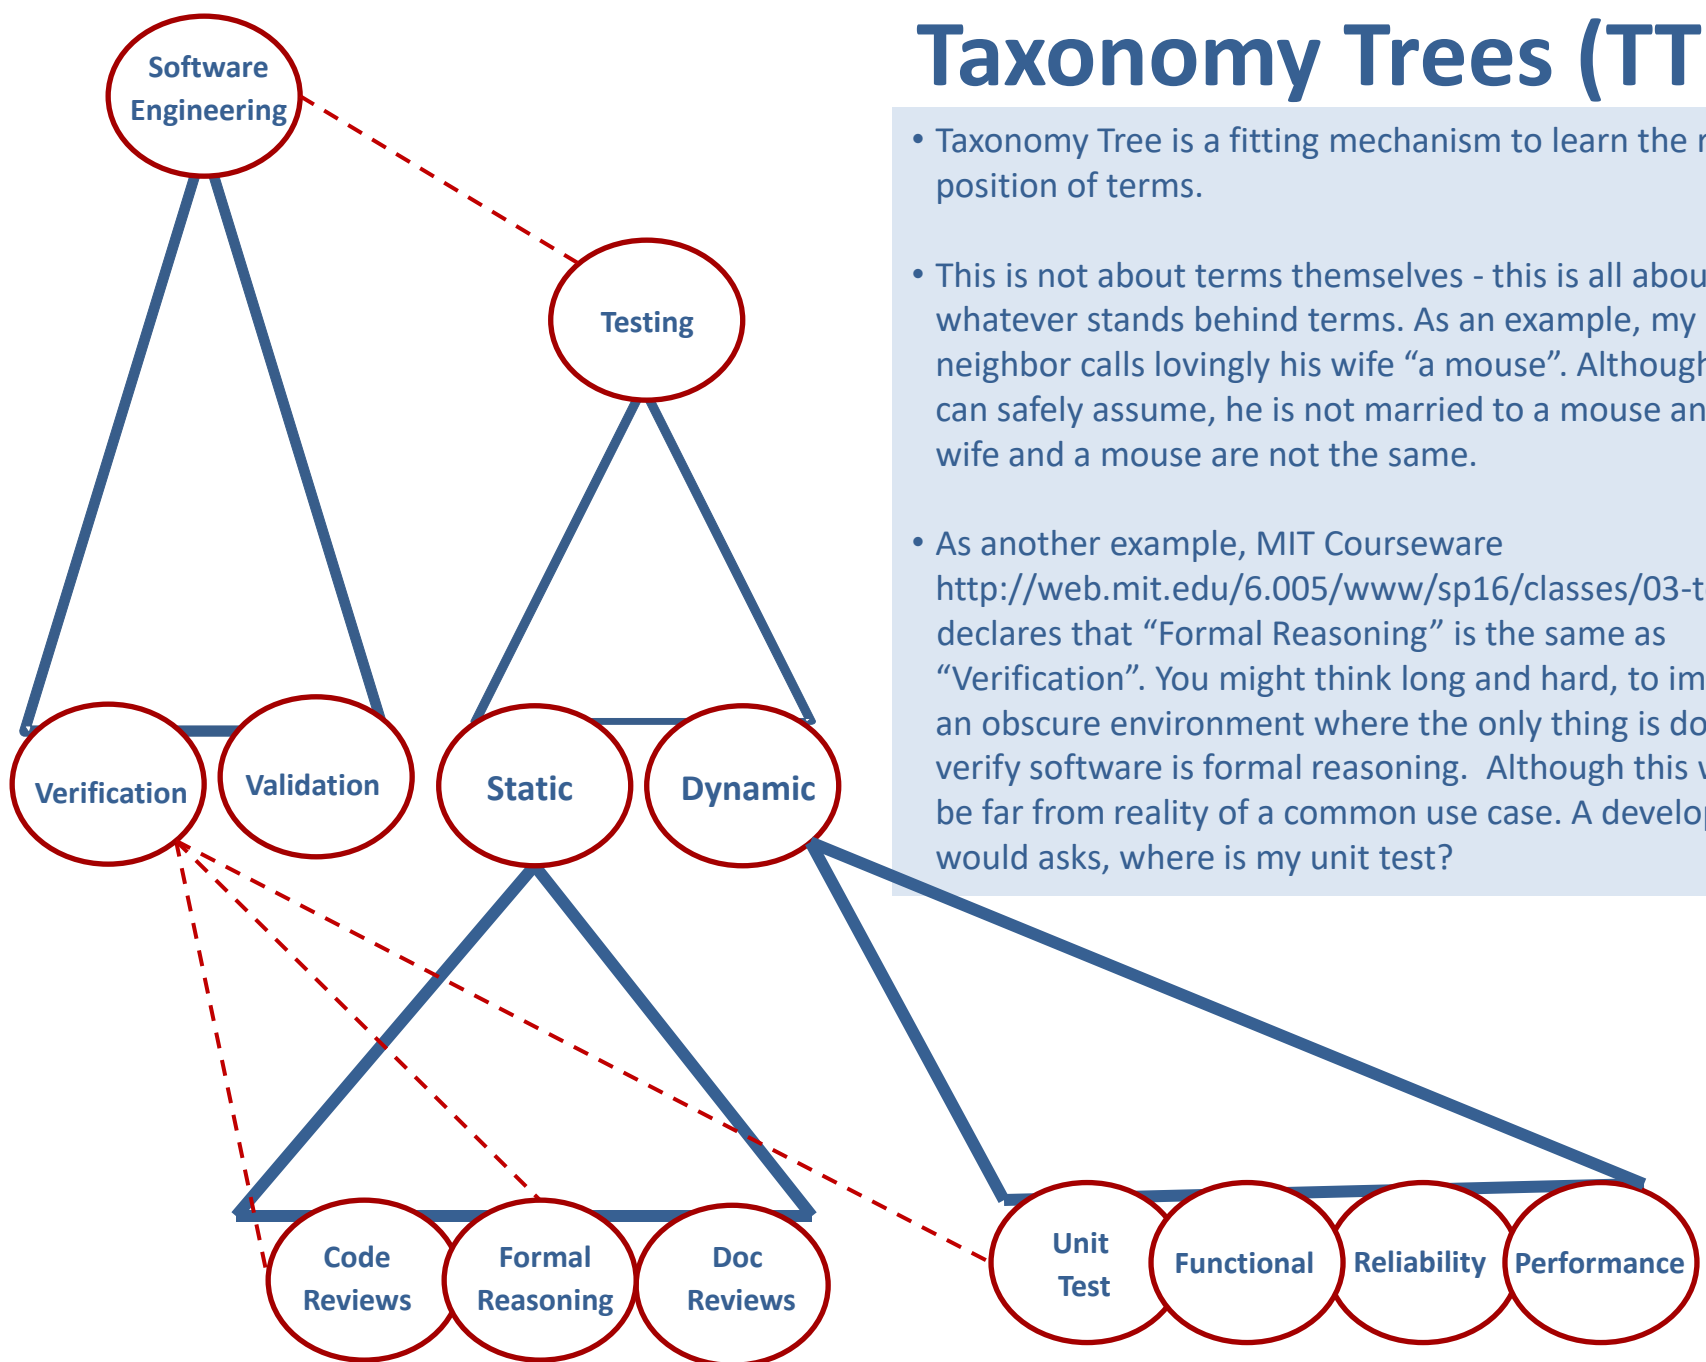 Taxonomy Trees (TT
• Taxonomy Tree is a fitting mechanism to learn the
position of terms.
• This is not about terms themselves - this is all abou
whatever stands behind terms. As an example, my
neighbor calls lovingly his wife “a mouse”. Although
can safely assume, he is not married to a mouse an
wife and a mouse are not the same.
• As another example, MIT Courseware
http://web.mit.edu/6.005/www/sp16/classes/03-t
declares that “Formal Reasoning” is the same as
“Verification”. You might think long and hard, to im
an obscure environment where the only thing is do
verify software is formal reasoning. Although this
be far from reality of a common use case. A develop
would asks, where is my unit test?
Software
Engineering
Testing
Verification
Validation
Static
Dynamic
Code
Reviews
Formal
Reasoning
Doc
Reviews
Unit
Test
Functional
Reliability
Performance